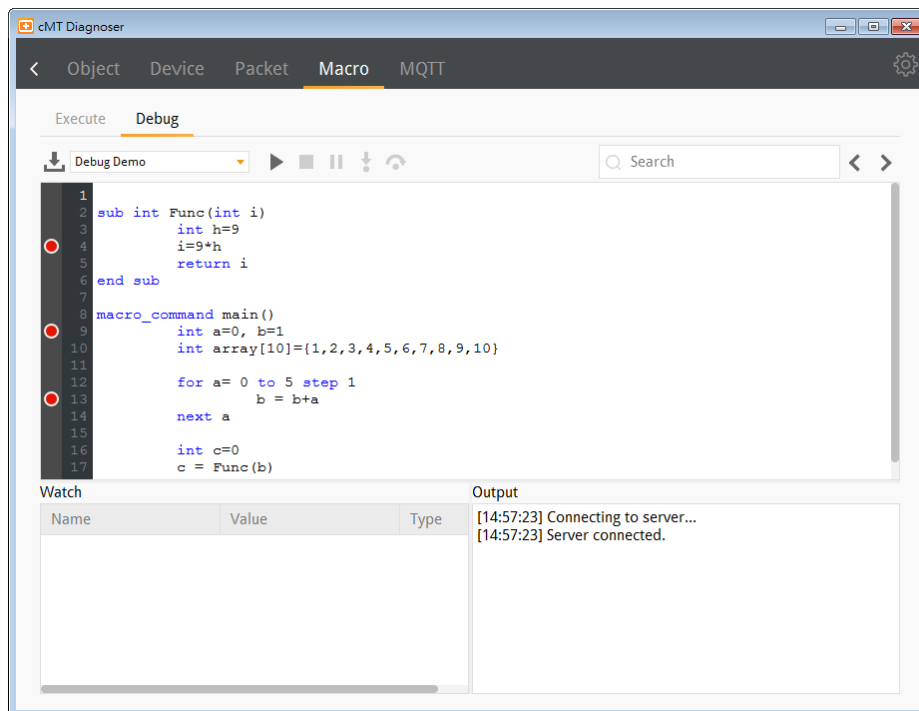 cMT Diagnoser
Object Device Packet Macro MQTT
Execute Debug
Debug Demo Search
1
2 sub int Func(int i)
3 int h=9
4 i=9*h
5 return i
6 end sub
7
8 macro_command main()
9 int a=0, b=1
10 int array[10]={1,2,3,4,5,6,7,8,9,10}
11
12 for a= 0 to 5 step 1
13 b = b+a
14 next a
15
16 int c=0
17 c = Func(b)
Watch Output
Name Value Type
[14:57:23] Connecting to server...
[14:57:23] Server connected.